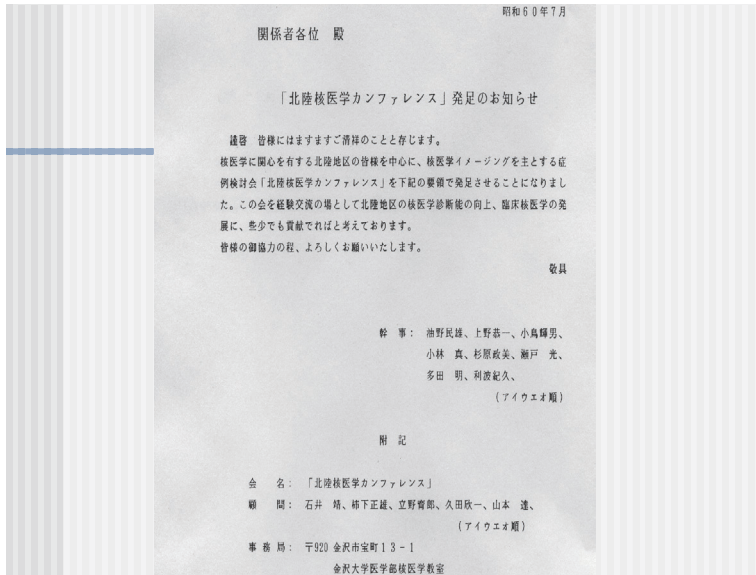 昭和60年7月
関係者各位 殿
「北陸核医学カンファレンス」発足のお知らせ
謹啓 皆様にはますますご清祥のことと存じます。
核医学に関心を有する北陸地区の皆様を中心に、核医学イメージングを主とする症
例検討会「北陸核医学カンファレンス」を下記の要領で発足させることになりまし
た。この会を経験交流の場として北陸地区の核医学診断能の向上、臨床核医学の発
展に、些少でも貢献でればと考えております。
皆様の御協力の程、よろしくお願いいたします。
敬具
幹 事: 油野民雄、上野恭一、小鳥輝男、
小林 真、杉原政美、瀬戸 光、
多田 明、利波紀久、
(アイウエオ順)
附 記
会 名: 「北陸核医学カンファレンス」
顧 問: 石井 靖、柿下正雄、立野育郎、久田欣一、山本 達、
(アイウエオ順)
事 務 局: 〒920 金沢市宝町13-1
金沢大学医学部核医学教室